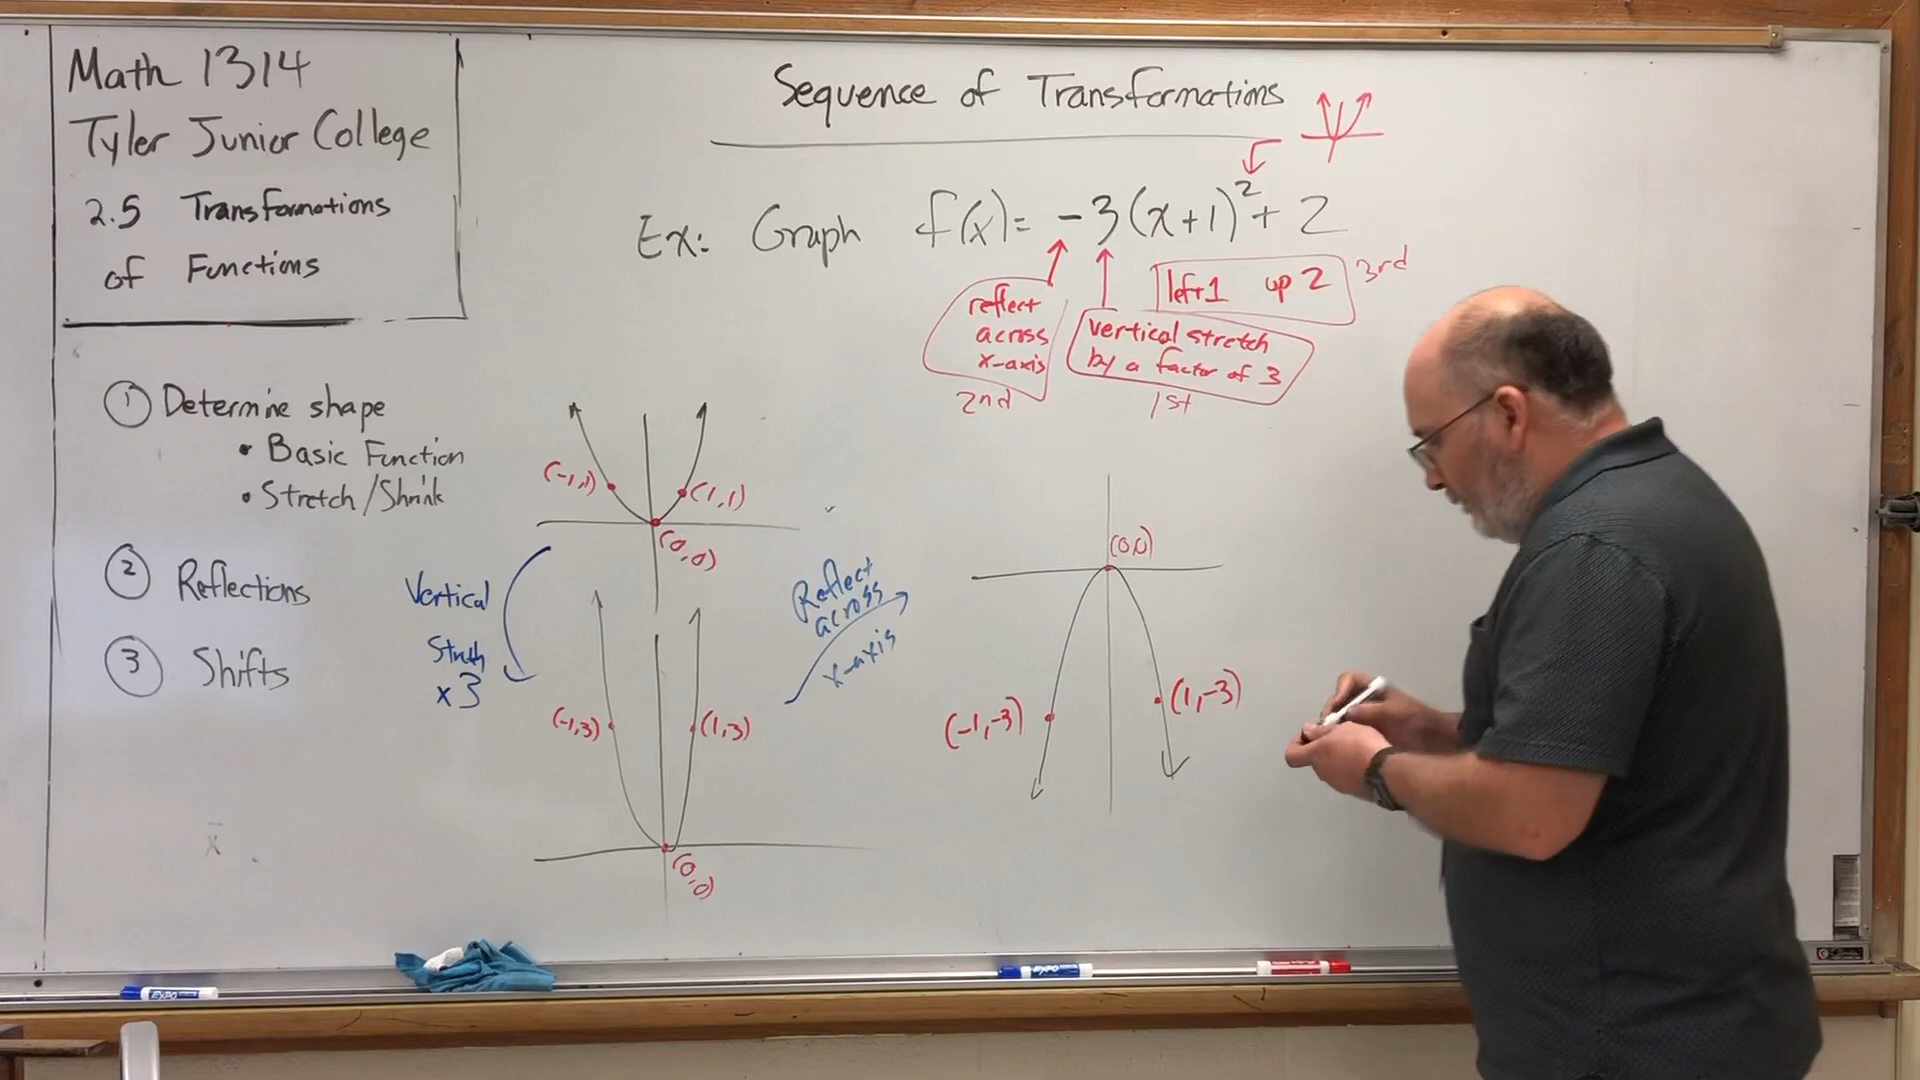 Math 1314
Tyler Junior College
2.5 Transformations
of Functions
Sequence of Transformations
Ex: Graph f(x)= -3(x+1)²+2
reflect
across
x-axis
2nd
vertical stretch
by a factor of 3
1st
left 1 up 2
3rd
① Determine shape
• Basic Function
• Stretch/Shrink
② Reflections
③ Shifts
(-1,1)
(1,1)
(0,0)
Vertical
x3
(-1,3)
(1,3)
(0,0)
Reflect
across
x-axis
(0,0)
(-1,-3)
(1,-3)
EXPO
EXPO